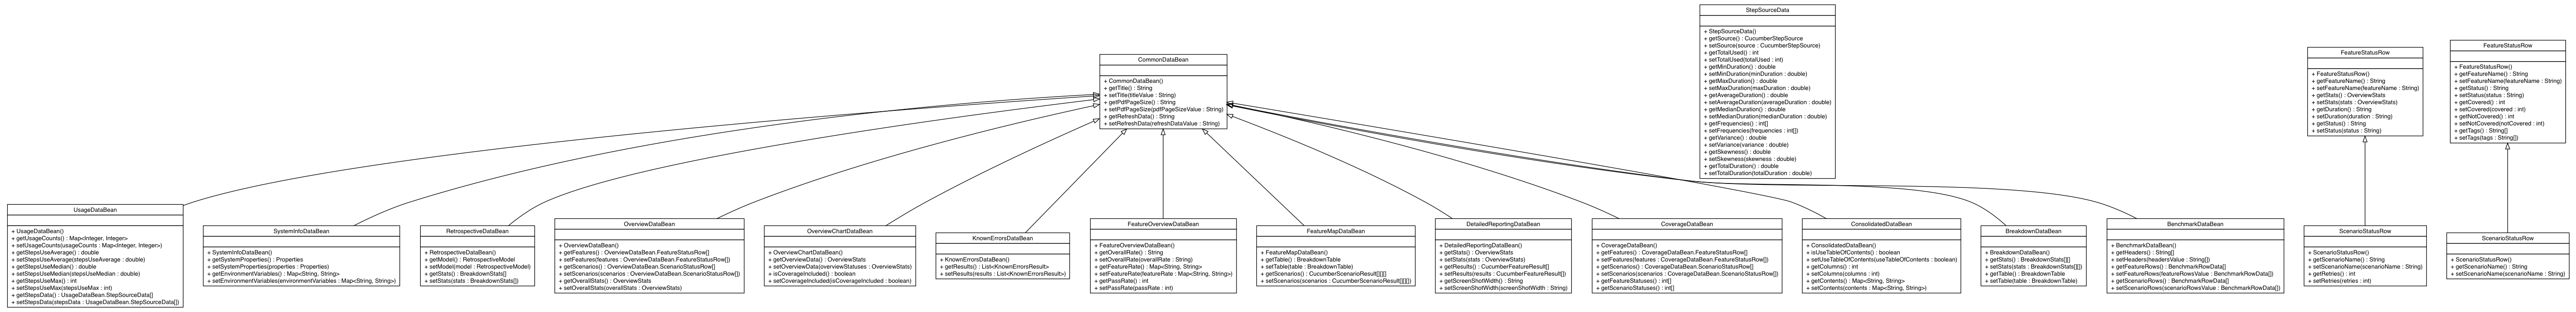 StepSourceData
+ StepSourceData()
+ getSource() : CucumberStepSource
+ setSource(source : CucumberStepSource)
+ getTotalUsed() : int
+ setTotalUsed(totalUsed : int)
+ getMinDuration() : double
+ setMinDuration(minDuration : double)
+ getMaxDuration() : double
+ setMaxDuration(maxDuration : double)
+ getAverageDuration() : double
+ setAverageDuration(averageDuration : double)
+ getMedianDuration() : double
+ setMedianDuration(medianDuration : double)
+ getFrequencies() : int[]
+ setFrequencies(frequencies : int[])
+ getVariance() : double
+ setVariance(variance : double)
+ getSkewness() : double
+ setSkewness(skewness : double)
+ getTotalDuration() : double
+ setTotalDuration(totalDuration : double)
CommonDataBean
+ CommonDataBean()
+ getTitle() : String
+ setTitle(titleValue : String)
+ getPdfPageSize() : String
+ setPdfPageSize(pdfPageSizeValue : String)
+ getRefreshData() : String
+ setRefreshData(refreshDataValue : String)
FeatureStatusRow
+ FeatureStatusRow()
+ getFeatureName() : String
+ setFeatureName(featureName : String)
+ getStats() : OverviewStats
+ setStats(stats : OverviewStats)
+ getDuration() : String
+ setDuration(duration : String)
+ getStatus() : String
+ setStatus(status : String)
FeatureStatusRow
+ FeatureStatusRow()
+ getFeatureName() : String
+ setFeatureName(featureName : String)
+ getStatus() : String
+ setStatus(status : String)
+ getCovered() : int
+ setCovered(covered : int)
+ getNotCovered() : int
+ setNotCovered(notCovered : int)
+ getTags() : String[]
+ setTags(tags : String[])
UsageDataBean
+ UsageDataBean()
+ getUsageCounts() : Map<Integer, Integer>
+ setUsageCounts(usageCounts : Map<Integer, Integer>)
+ getStepsUseAverage() : double
+ setStepsUseAverage(stepsUseAverage : double)
+ getStepsUseMedian() : double
+ setStepsUseMedian(stepsUseMedian : double)
+ getStepsUseMax() : int
+ setStepsUseMax(stepsUseMax : int)
+ getStepsData() : UsageDataBean.StepSourceData[]
+ setStepsData(stepsData : UsageDataBean.StepSourceData[])
SystemInfoDataBean
+ SystemInfoDataBean()
+ getSystemProperties() : Properties
+ setSystemProperties(properties : Properties)
+ getEnvironmentVariables() : Map<String, String>
+ setEnvironmentVariables(environmentVariables : Map<String, String>)
RetrospectiveDataBean
+ RetrospectiveDataBean()
+ getModel() : RetrospectiveModel
+ setModel(model : RetrospectiveModel)
+ getStats() : BreakdownStats[]
+ setStats(stats : BreakdownStats[])
OverviewDataBean
+ OverviewDataBean()
+ getFeatures() : OverviewDataBean.FeatureStatusRow[]
+ setFeatures(features : OverviewDataBean.FeatureStatusRow[])
+ getScenarios() : OverviewDataBean.ScenarioStatusRow[]
+ setScenarios(scenarios : OverviewDataBean.ScenarioStatusRow[])
+ getOverallStats() : OverviewStats
+ setOverallStats(overallStats : OverviewStats)
OverviewChartDataBean
+ OverviewChartDataBean()
+ getOverviewData() : OverviewStats
+ setOverviewData(overviewStatuses : OverviewStats)
+ isCoverageIncluded() : boolean
+ setCoverageIncluded(isCoverageIncluded : boolean)
KnownErrorsDataBean
+ KnownErrorsDataBean()
+ getResults() : List<KnownErrorsResult>
+ setResults(results : List<KnownErrorsResult>)
FeatureOverviewDataBean
+ FeatureOverviewDataBean()
+ getOverallRate() : String
+ setOverallRate(overallRate : String)
+ getFeatureRate() : Map<String, String>
+ setFeatureRate(featureRate : Map<String, String>)
+ getPassRate() : int
+ setPassRate(passRate : int)
FeatureMapDataBean
+ FeatureMapDataBean()
+ getTable() : BreakdownTable
+ setTable(table : BreakdownTable)
+ getScenarios() : CucumberScenarioResult[][][]
+ setScenarios(scenarios : CucumberScenarioResult[][][])
DetailedReportingDataBean
+ DetailedReportingDataBean()
+ getStats() : OverviewStats
+ setStats(stats : OverviewStats)
+ getResults() : CucumberFeatureResult[]
+ setResults(results : CucumberFeatureResult[])
+ getScreenShotWidth() : String
+ setScreenShotWidth(screenShotWidth : String)
CoverageDataBean
+ CoverageDataBean()
+ getFeatures() : CoverageDataBean.FeatureStatusRow[]
+ setFeatures(features : CoverageDataBean.FeatureStatusRow[])
+ getScenarios() : CoverageDataBean.ScenarioStatusRow[]
+ setScenarios(scenarios : CoverageDataBean.ScenarioStatusRow[])
+ getFeatureStatuses() : int[]
+ getScenarioStatuses() : int[]
ConsolidatedDataBean
+ ConsolidatedDataBean()
+ isUseTableOfContents() : boolean
+ setUseTableOfContents(useTableOfContents : boolean)
+ getColumns() : int
+ setColumns(columns : int)
+ getContents() : Map<String, String>
+ setContents(contents : Map<String, String>)
BreakdownDataBean
+ BreakdownDataBean()
+ getStats() : BreakdownStats[][]
+ setStats(stats : BreakdownStats[][])
+ getTable() : BreakdownTable
+ setTable(table : BreakdownTable)
BenchmarkDataBean
+ BenchmarkDataBean()
+ getHeaders() : String[]
+ setHeaders(headersValue : String[])
+ getFeatureRows() : BenchmarkRowData[]
+ setFeatureRows(featureRowsValue : BenchmarkRowData[])
+ getScenarioRows() : BenchmarkRowData[]
+ setScenarioRows(scenarioRowsValue : BenchmarkRowData[])
ScenarioStatusRow
+ ScenarioStatusRow()
+ getScenarioName() : String
+ setScenarioName(scenarioName : String)
+ getRetries() : int
+ setRetries(retries : int)
ScenarioStatusRow
+ ScenarioStatusRow()
+ getScenarioName() : String
+ setScenarioName(scenarioName : String)